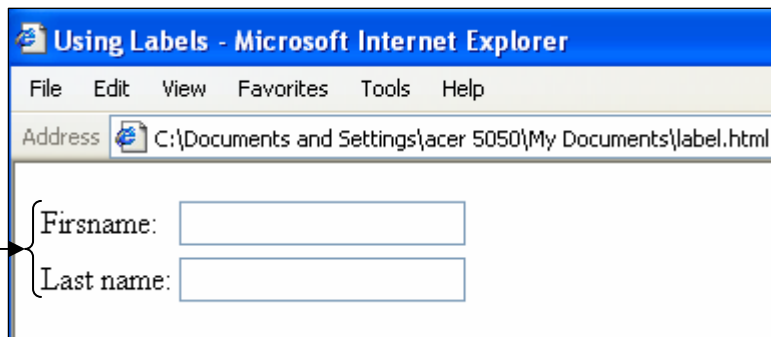 Using Labels - Microsoft Internet Explorer
File Edit View Favorites Tools Help
Address C:\Documents and Settings\acer 5050\My Documents\label.html
Firsname:
Last name: